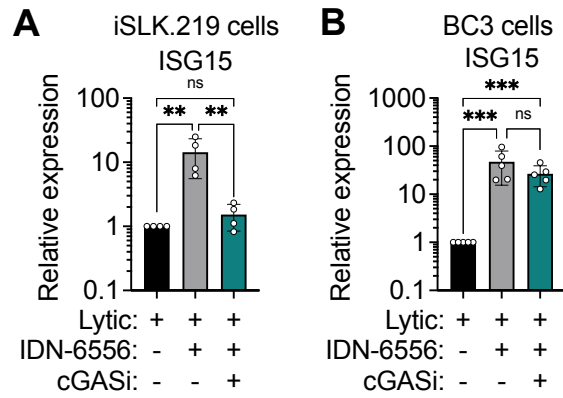 A iSLK.219 cells
ISG15
ns
** **
Relative expression
100
10
1
0.1
Lytic: + + +
IDN-6556: - + +
cGASi: - - +
B BC3 cells
ISG15
***
*** ns
Relative expression
1000
100
10
1
0.1
Lytic: + + +
IDN-6556: - + +
cGASi: - - +